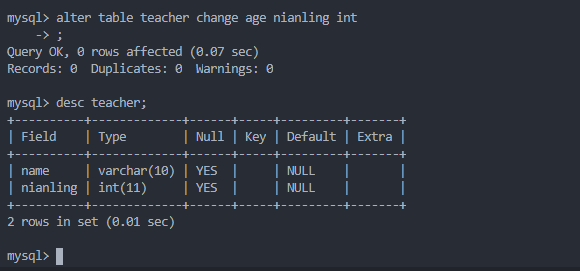 mysql> alter table teacher change age nianling int
    -> ;
Query OK, 0 rows affected (0.07 sec)
Records: 0  Duplicates: 0  Warnings: 0
mysql> desc teacher;
+----------+-------------+------+-----+---------+-------+
| Field    | Type        | Null | Key | Default | Extra |
+----------+-------------+------+-----+---------+-------+
| name     | varchar(10) | YES  |     | NULL    |       |
| nianling | int(11)     | YES  |     | NULL    |       |
+----------+-------------+------+-----+---------+-------+
2 rows in set (0.01 sec)
mysql>